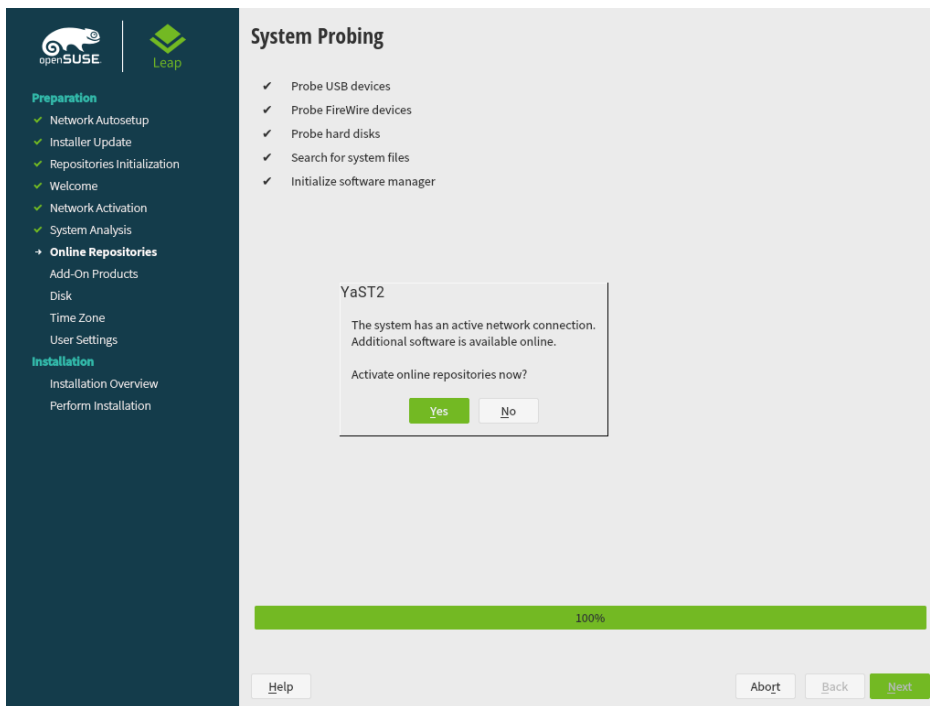 openSUSE.
Leap
Preparation
Network Autosetup
Installer Update
Repositories Initialization
Welcome
Network Activation
System Analysis
Online Repositories
Add-On Products
Disk
Time Zone
User Settings
Installation
Installation Overview
Perform Installation
System Probing
Probe USB devices
Probe FireWire devices
Probe hard disks
Search for system files
Initialize software manager
YaST2
The system has an active network connection.
Additional software is available online.
Activate online repositories now?
Yes No
100%
Help Abort Back Next